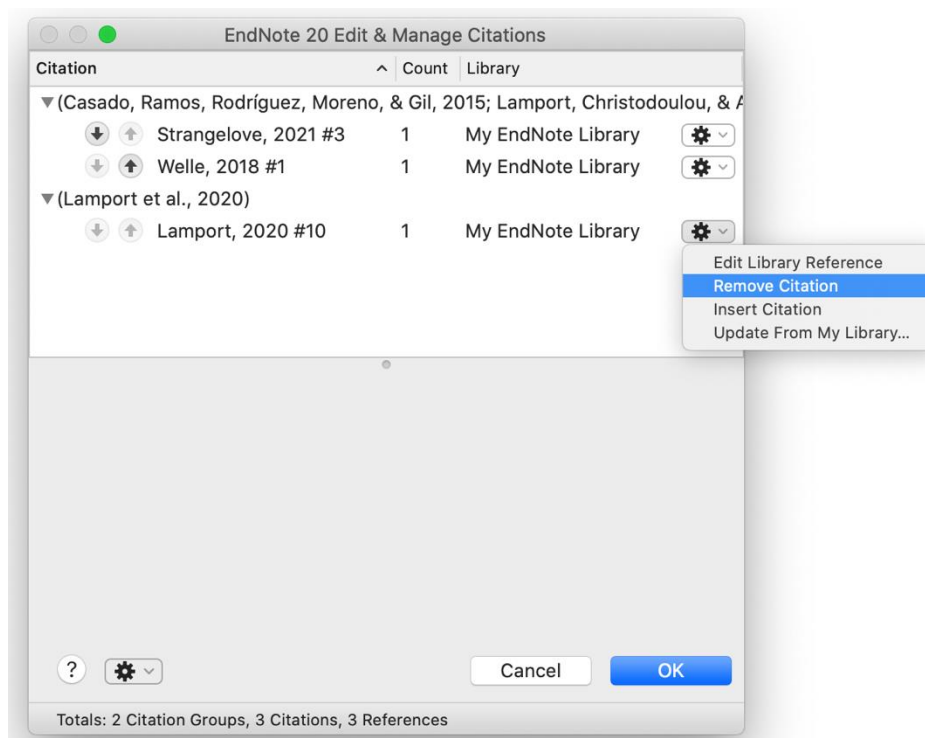 EndNote 20 Edit & Manage Citations
Citation Count Library
(Casado, Ramos, Rodríguez, Moreno, & Gil, 2015; Lamport, Christodoulou, & A
Strangelove, 2021 #3 1 My EndNote Library
Welle, 2018 #1 1 My EndNote Library
(Lamport et al., 2020)
Lamport, 2020 #10 1 My EndNote Library
Edit Library Reference
Remove Citation
Insert Citation
Update From My Library...
? Cancel OK
Totals: 2 Citation Groups, 3 Citations, 3 References